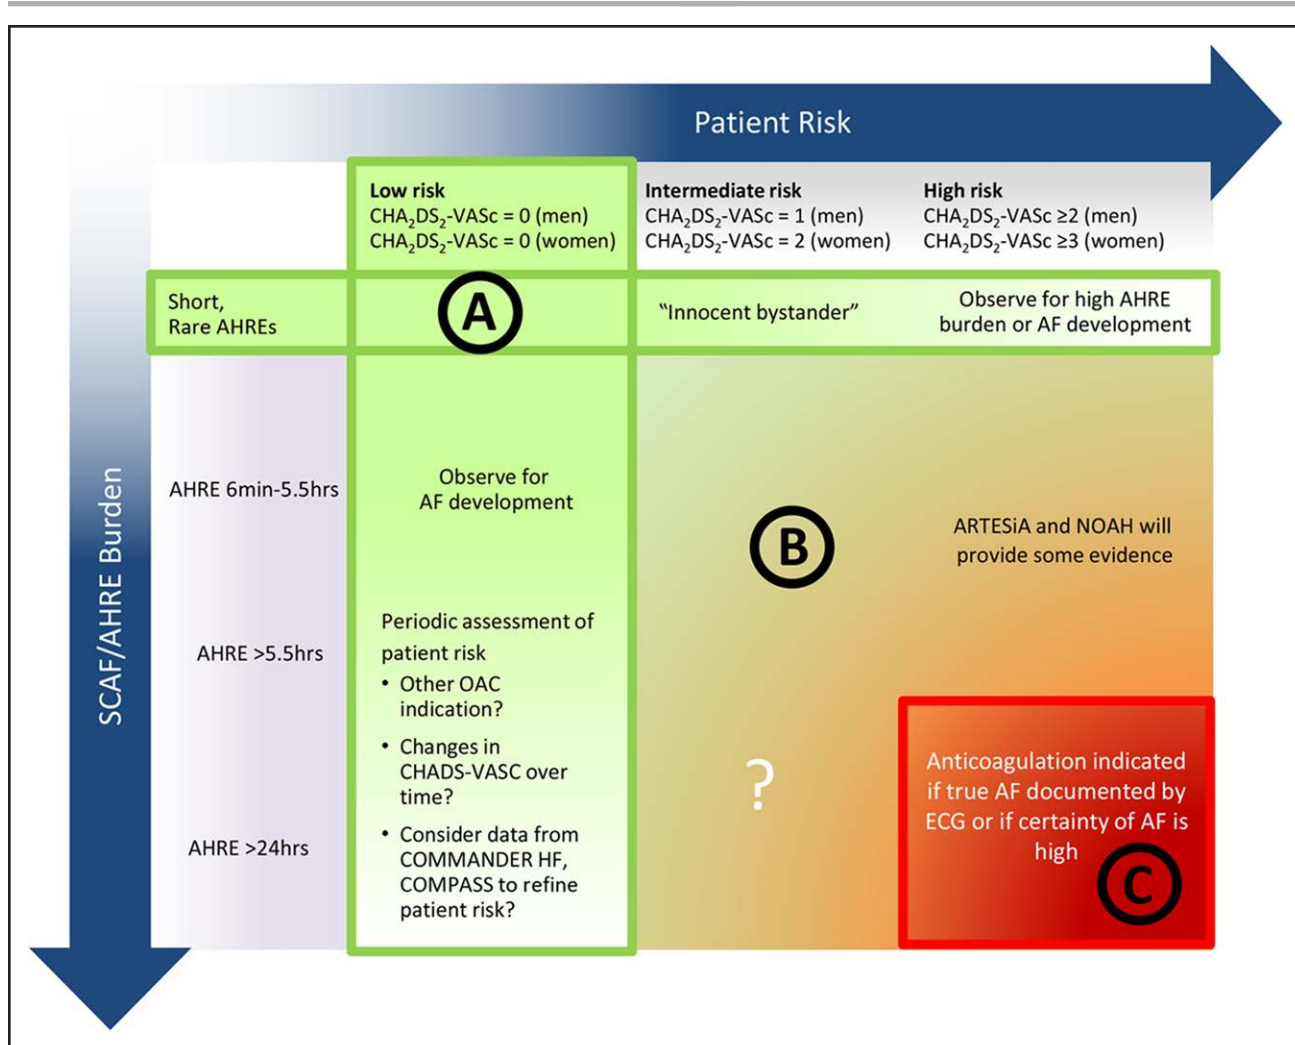 Patient Risk
Low risk
CHA₂DS₂-VASc = 0 (men)
CHA₂DS₂-VASc = 0 (women)
Intermediate risk
CHA₂DS₂-VASc = 1 (men)
CHA₂DS₂-VASc = 2 (women)
High risk
CHA₂DS₂-VASc ≥2 (men)
CHA₂DS₂-VASc ≥3 (women)
SCAF/AHRE Burden
Short,
Rare AHREs
A
“Innocent bystander”
Observe for high AHRE
burden or AF development
AHRE 6min-5.5hrs
Observe for
AF development
B
ARTESiA and NOAH will
provide some evidence
AHRE >5.5hrs
Periodic assessment of
patient risk
• Other OAC
indication?
• Changes in
CHADS-VASC over
time?
AHRE >24hrs
• Consider data from
COMMANDER HF,
COMPASS to refine
patient risk?
?
Anticoagulation indicated
if true AF documented by
ECG or if certainty of AF is
high
C